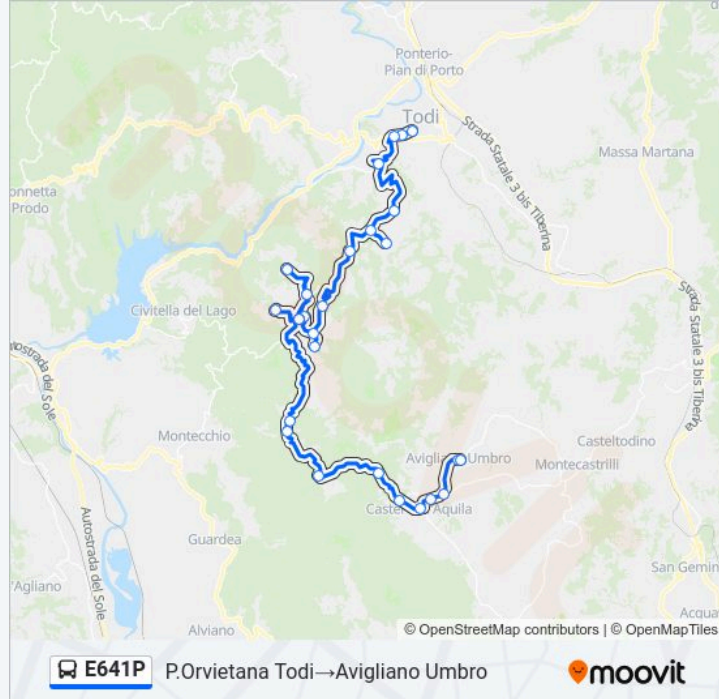 Ponterio-
Pian di Porto
Todi
Strada Statale 3 bis Tiberina
Massa Martana
onnetta
Prodo
Civitella del Lago
Strada Statale 3 bis Tiberina
Autostrada del Sole
Montecchio
Avigliano Umbro
Casteltodino
Montecastrilli
Castel dell'Aquila
Guardea
Autostrada del Sole
San Gemin
l'Agliano
Acqua
Alviano
© OpenStreetMap contributors | © OpenMapTiles
E641P P.Orvietana Todi→Avigliano Umbro moovit